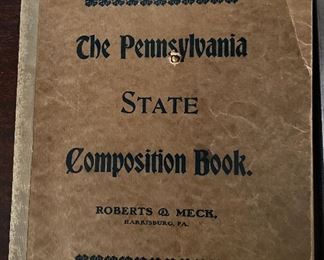 The Pennsylvania
STATE
Composition Book.
ROBERTS & MECK,
HARRISBURG, PA.